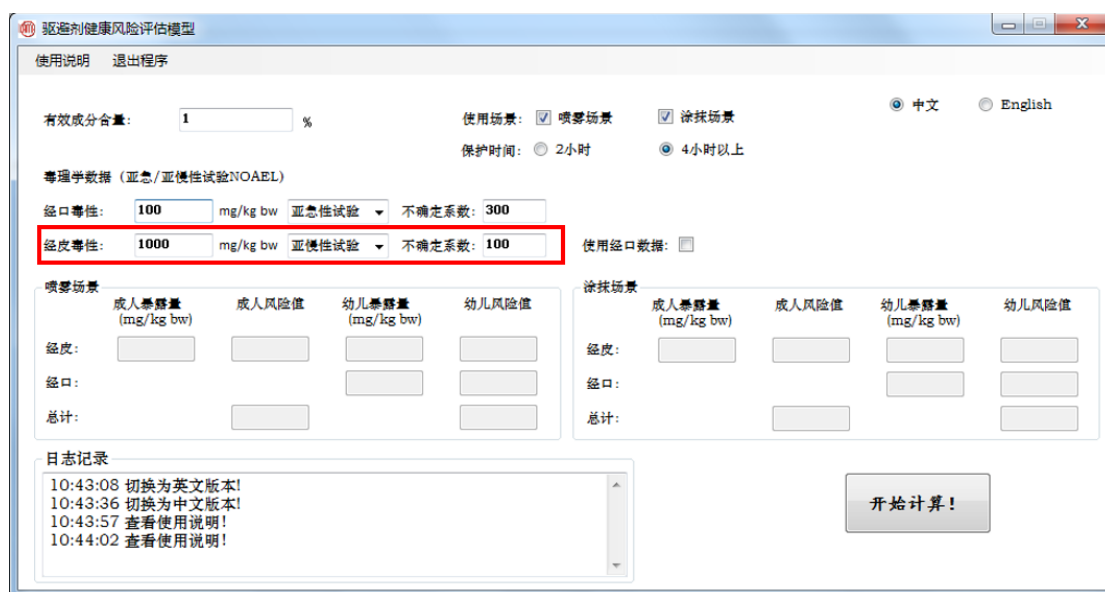 驱避剂健康风险评估模型
使用说明 退出程序
有效成分含量: 1 %
使用场景: 喷雾场景 涂抹场景
中文 English
保护时间: 2小时 4小时以上
毒理学数据 (亚急/亚慢性试验NOAEL)
经口毒性: 100 mg/kg bw 亚急性试验 不确定系数: 300
经皮毒性: 1000 mg/kg bw 亚慢性试验 不确定系数: 100 使用经口数据:
喷雾场景
成人暴露量 (mg/kg bw) 成人风险值 幼儿暴露量 (mg/kg bw) 幼儿风险值
经皮:
经口:
总计:
涂抹场景
成人暴露量 (mg/kg bw) 成人风险值 幼儿暴露量 (mg/kg bw) 幼儿风险值
经皮:
经口:
总计:
日志记录
10:43:08 切换为英文版本!
10:43:36 切换为中文版本!
10:43:57 查看使用说明!
10:44:02 查看使用说明!
开始计算!